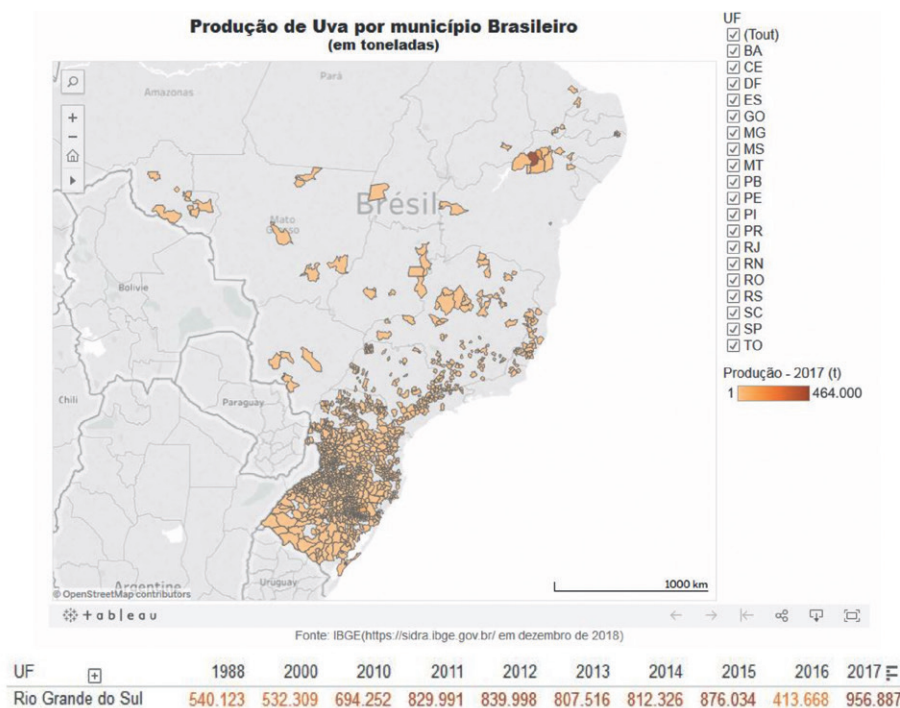 Produção de Uva por município Brasileiro
(em toneladas)
Pará
Amazonas
Brésil
Mato
Grosso
Bolivie
Paraguay
Chili
Uruguay
Argentine
© OpenStreetMap contributors
1000 km
UF
(Tout)
BA
CE
DF
ES
GO
MG
MS
MT
PB
PE
PI
PR
RJ
RN
RO
RS
SC
SP
TO
Produção - 2017 (t)
1 464.000
+ a b | e a u
Fonte: IBGE(https://sidra.ibge.gov.br/ em dezembro de 2018)
UF 1988 2000 2010 2011 2012 2013 2014 2015 2016 2017
Rio Grande do Sul 540.123 532.309 694.252 829.991 839.998 807.516 812.326 876.034 413.668 956.887